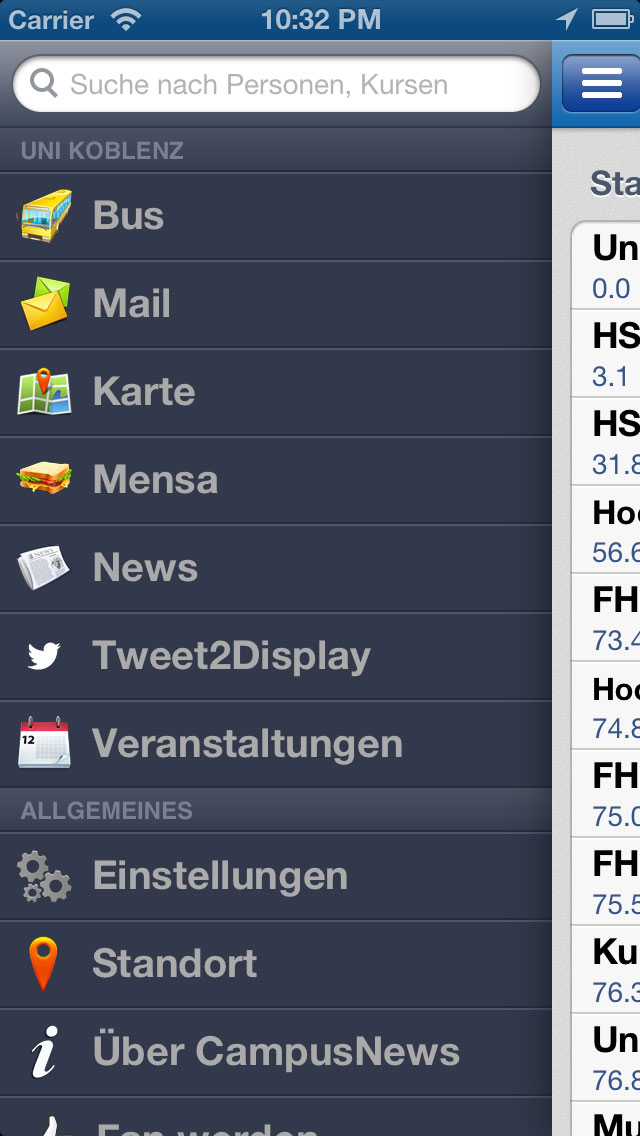 Carrier 10:32 PM
Suche nach Personen, Kursen
UNI KOBLENZ
Bus
Mail
Karte
Mensa
News
Tweet2Display
12
Veranstaltungen
ALLGEMEINES
Einstellungen
Standort
Über CampusNews
Fan werden
Sta
Un
0.0
HS
3.1
HS
31.8
Hoc
56.6
FH
73.4
Hoc
74.8
FH
75.0
FH
75.5
Ku
76.3
Un
76.8
Mu